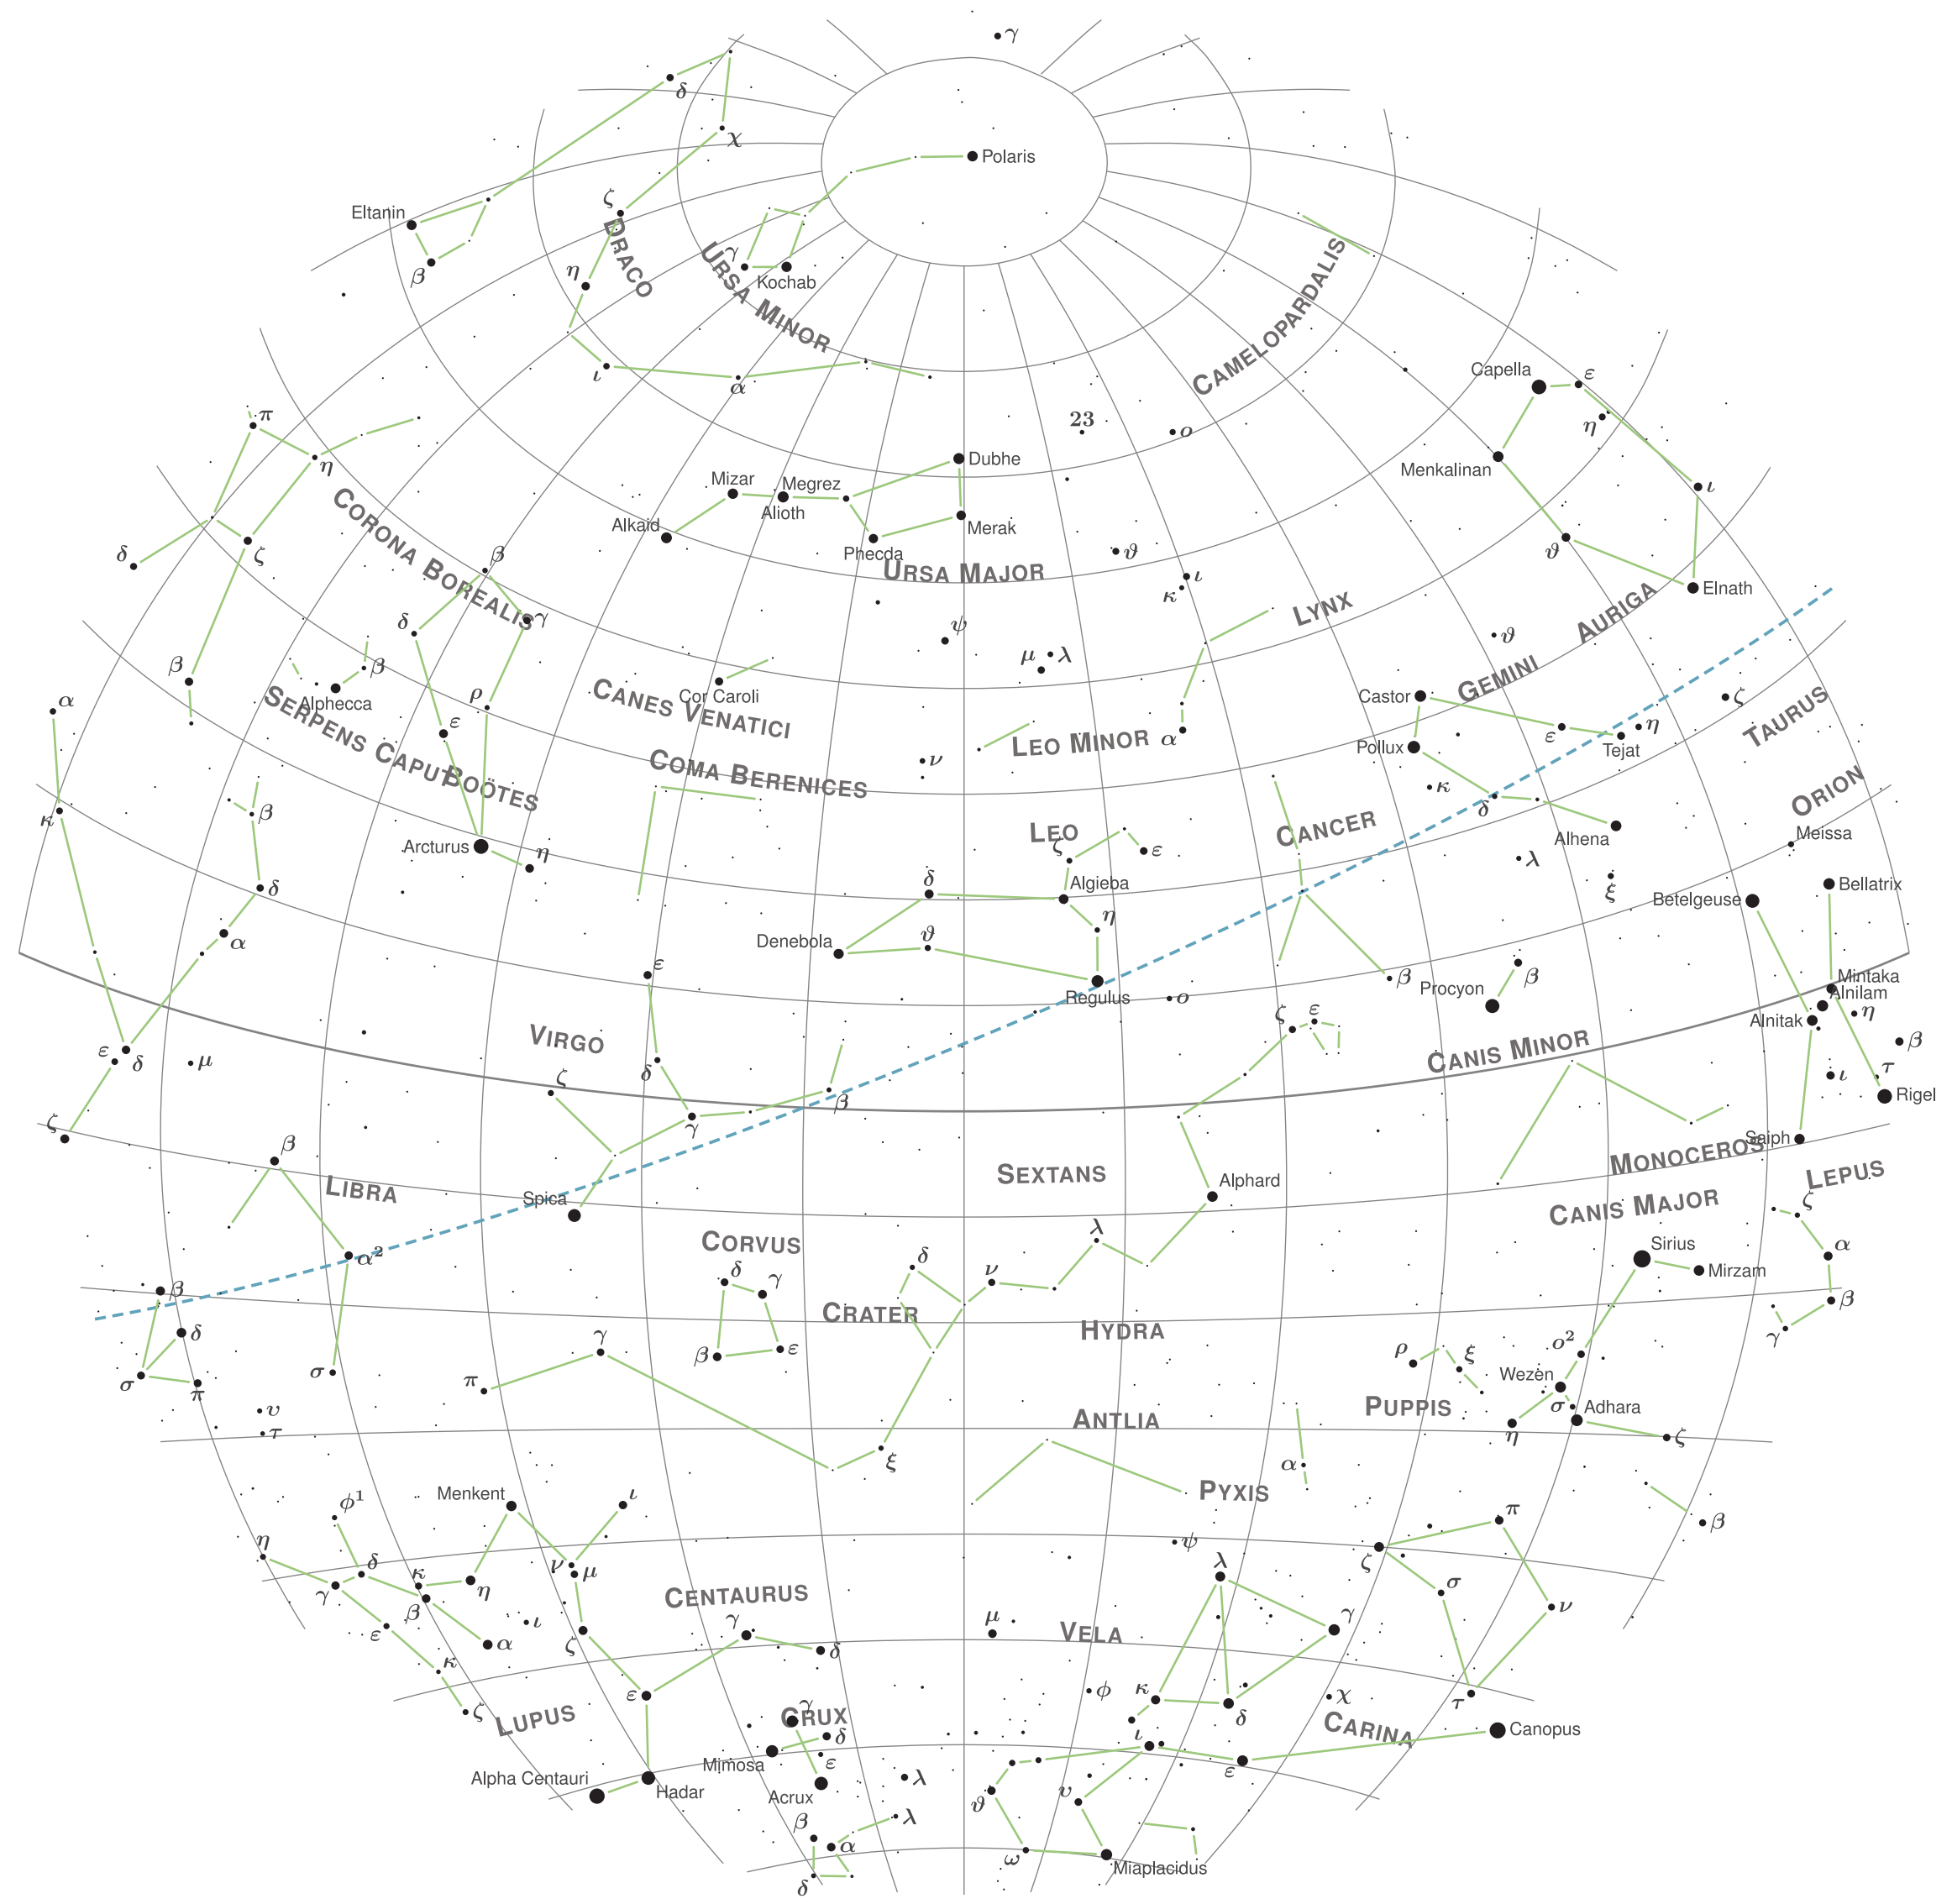 γ
δ
χ
Polaris
ζ
Eltanin
DRACO
URSA MINOR
γ
β
η
Kochab
CAMELOPARDALIS
ι
α
Capella
ε
π
23
ο
η
η
Menkalinan
Dubhe
Mizar
Megrez
Alioth
ι
CORONA BOREALIS
Alkaid
Merak
δ
ζ
β
Phecda
ϑ
ϑ
URSA MAJOR
ι
κ
Elnath
LYNX
AURIGA
δ
γ
ψ
ϑ
μ
λ
β
β
GEMINI
Alphecca
ρ
CANES VENATICI
Cor Caroli
Castor
ζ
α
SERPENS CAPUT
ε
ε
η
TAURUS
LEO MINOR
α
Pollux
Tejat
ν
BOÖTES
COMA BERENICES
κ
δ
ORION
κ
β
LEO
CANCER
Alhena
Meissa
Arcturus
η
ζ
ε
λ
δ
δ
Algieba
ξ
Bellatrix
Betelgeuse
α
Denebola
ϑ
η
ε
β
Procyon
β
Mintaka
Regulus
ο
Alnilam
ζ
ε
η
Alnitak
VIRGO
CANIS MINOR
β
ε
δ
μ
ζ
δ
τ
ι
β
Rigel
ζ
γ
β
Saiph
LIBRA
SEXTANS
MONOCEROS
LEPUS
Alphard
Spica
CANIS MAJOR
ζ
λ
CORVUS
Sirius
α
α²
δ
δ
γ
ν
Mirzam
β
CRATER
β
HYDRA
δ
γ
γ
β
ε
ρ
ξ
ο²
σ
π
π
σ
Wezen
υ
ANTLIA
PUPPIS
σ
Adhara
τ
η
ζ
ξ
α
Menkent
ι
PYXIS
ϕ¹
π
β
η
ψ
ζ
δ
ν
λ
κ
μ
γ
η
σ
CENTAURUS
β
ι
γ
μ
γ
ν
ε
α
ζ
VELA
δ
κ
ε
ϕ
κ
χ
τ
ζ
LUPUS
γ
CRUX
δ
CARINA
Canopus
δ
ι
Mimosa
ε
ε
Alpha Centauri
Hadar
λ
Acrux
υ
ϑ
β
λ
α
ω
Miaplacidus
δ